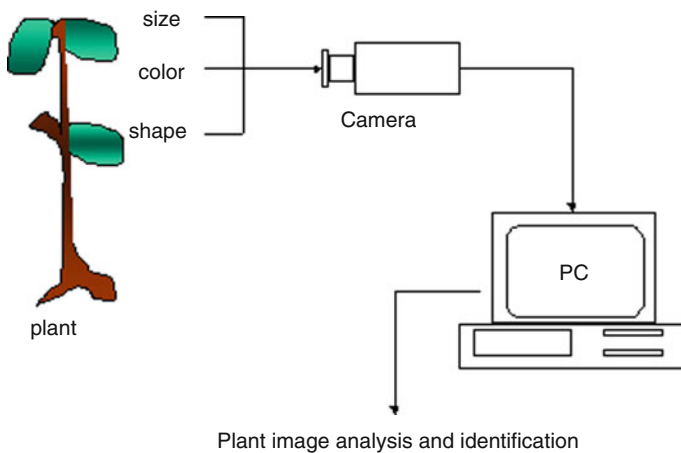 size
color
shape
Camera
PC
plant
Plant image analysis and identification